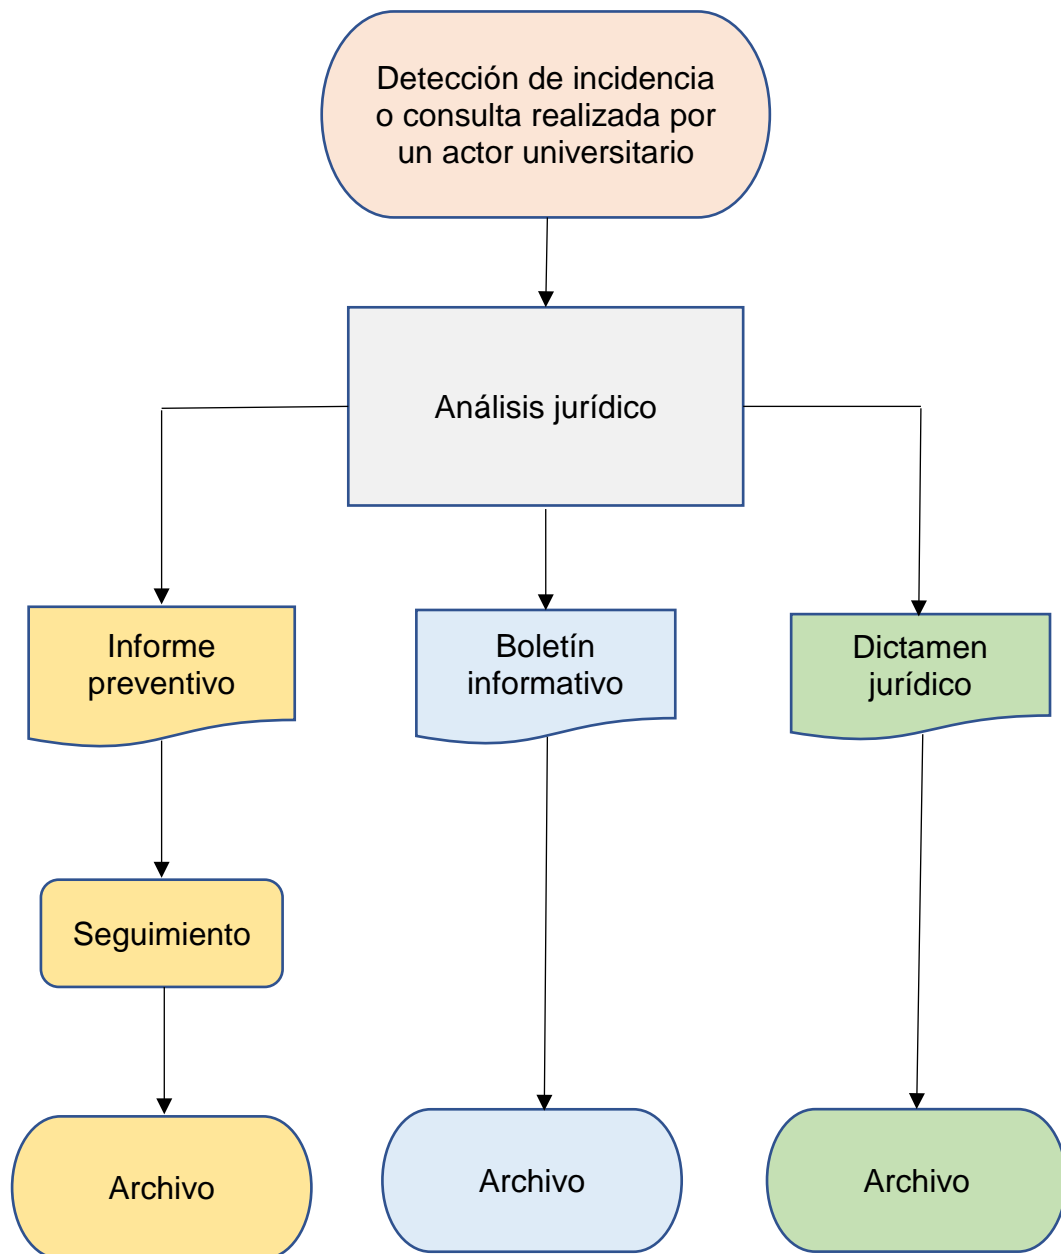 Detección de incidencia
o consulta realizada por
un actor universitario
Análisis jurídico
Informe
preventivo
Boletín
informativo
Dictamen
jurídico
Seguimiento
Archivo
Archivo
Archivo